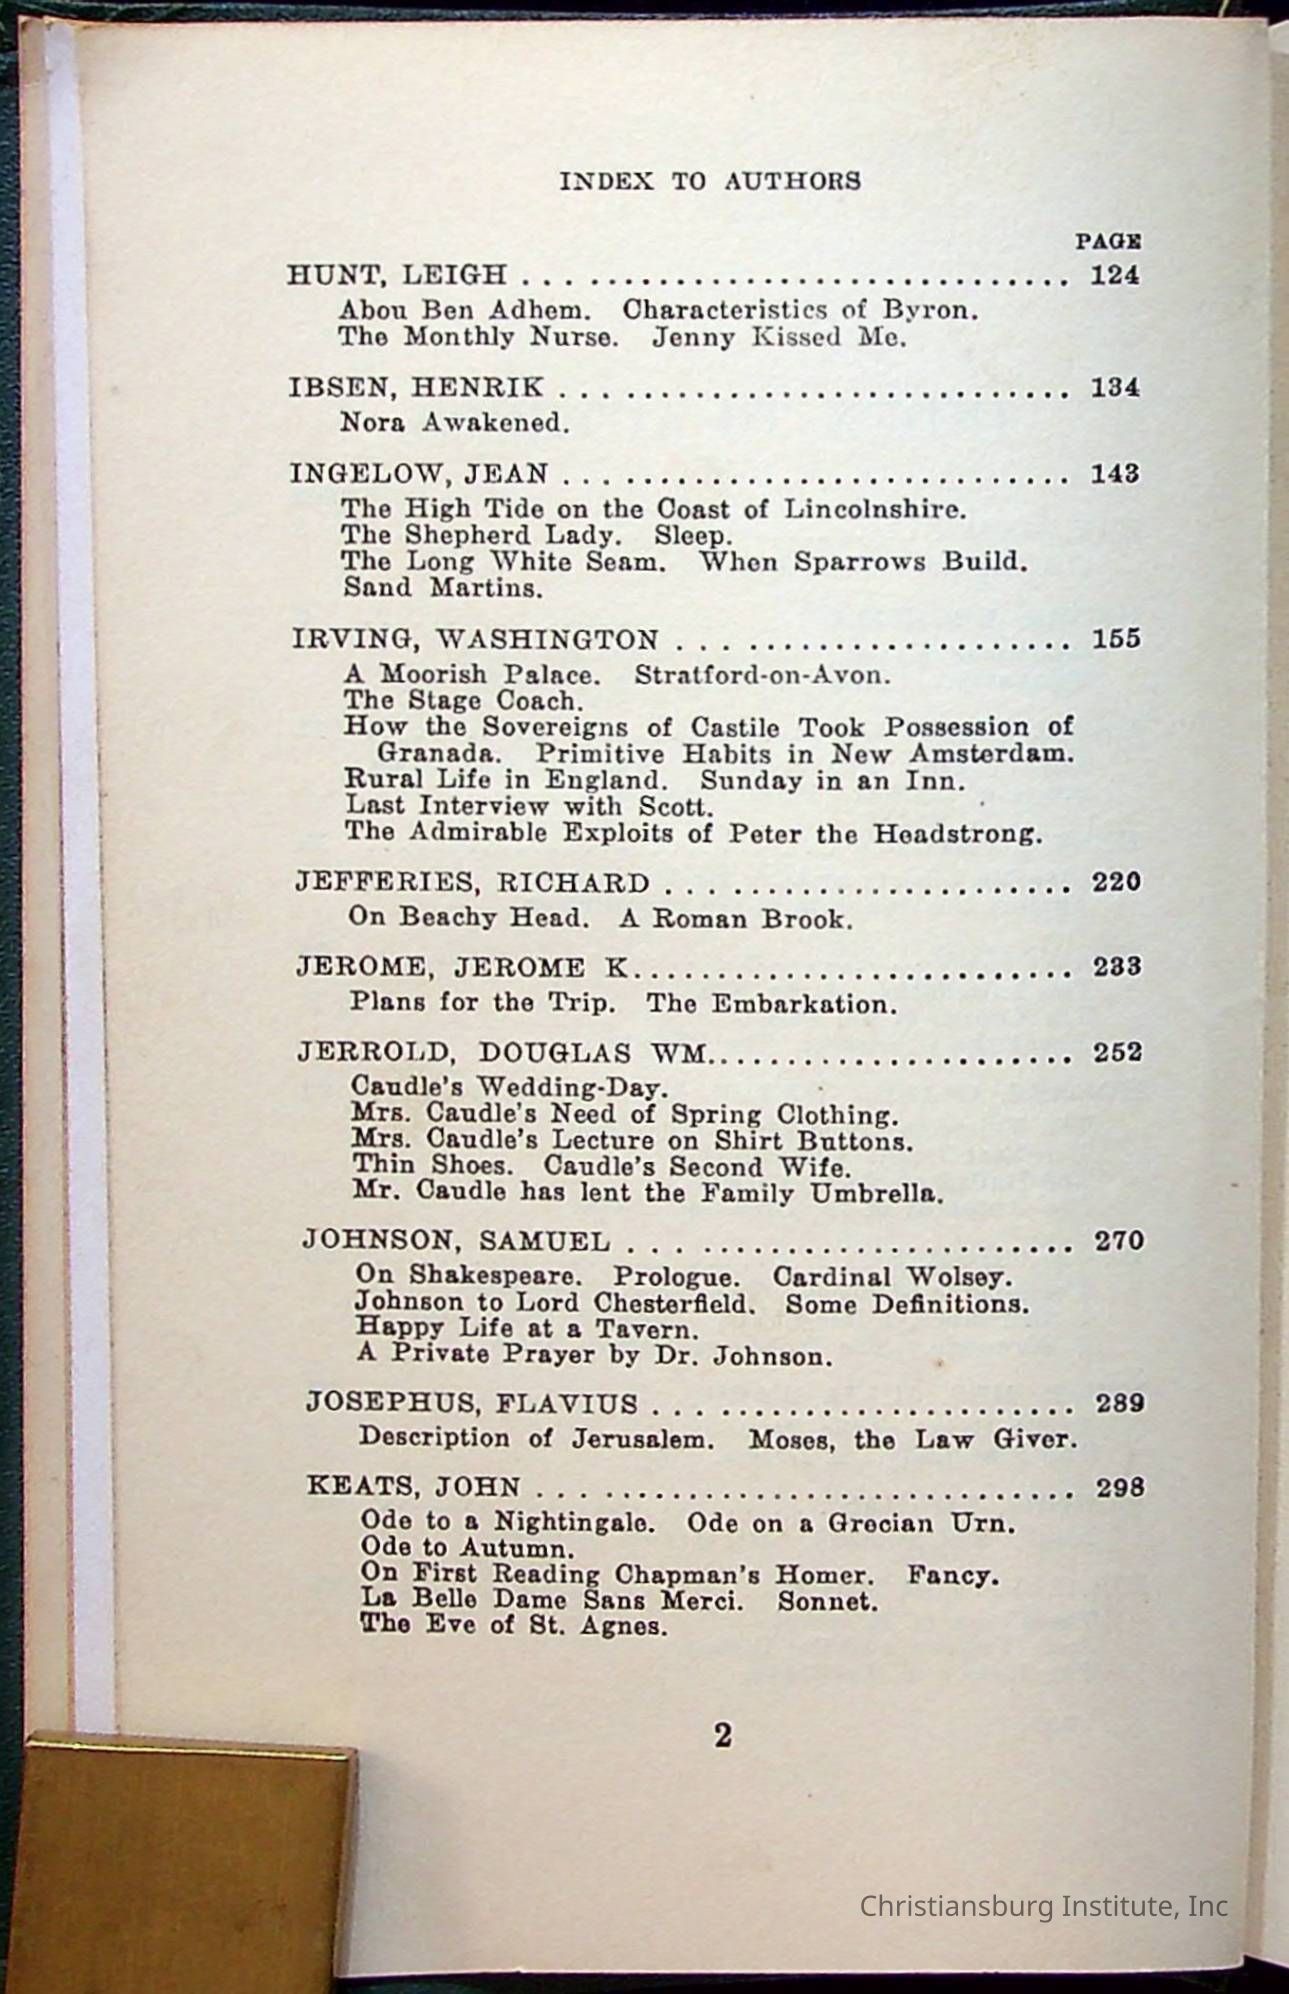 INDEX TO AUTHORS
PAGE
HUNT, LEIGH . . . . . . . . . . . . . . . . . . . . . . . . . . . . . . . . 124
Abou Ben Adhem. Characteristics of Byron.
The Monthly Nurse. Jenny Kissed Me.
IBSEN, HENRIK . . . . . . . . . . . . . . . . . . . . . . . . . . . . . . 134
Nora Awakened.
INGELOW, JEAN . . . . . . . . . . . . . . . . . . . . . . . . . . . . . . 143
The High Tide on the Coast of Lincolnshire.
The Shepherd Lady. Sleep.
The Long White Seam. When Sparrows Build.
Sand Martins.
IRVING, WASHINGTON . . . . . . . . . . . . . . . . . . . . . . . 155
A Moorish Palace. Stratford-on-Avon.
The Stage Coach.
How the Sovereigns of Castile Took Possession of
Granada. Primitive Habits in New Amsterdam.
Rural Life in England. Sunday in an Inn.
Last Interview with Scott.
The Admirable Exploits of Peter the Headstrong.
JEFFERIES, RICHARD . . . . . . . . . . . . . . . . . . . . . . . 220
On Beachy Head. A Roman Brook.
JEROME, JEROME K. . . . . . . . . . . . . . . . . . . . . . . . . . 233
Plans for the Trip. The Embarkation.
JERROLD, DOUGLAS WM. . . . . . . . . . . . . . . . . . . . . . 252
Caudle's Wedding-Day.
Mrs. Caudle's Need of Spring Clothing.
Mrs. Caudle's Lecture on Shirt Buttons.
Thin Shoes. Caudle's Second Wife.
Mr. Caudle has lent the Family Umbrella.
JOHNSON, SAMUEL . . . . . . . . . . . . . . . . . . . . . . . . . 270
On Shakespeare. Prologue. Cardinal Wolsey.
Johnson to Lord Chesterfield. Some Definitions.
Happy Life at a Tavern.
A Private Prayer by Dr. Johnson.
JOSEPHUS, FLAVIUS . . . . . . . . . . . . . . . . . . . . . . . . 289
Description of Jerusalem. Moses, the Law Giver.
KEATS, JOHN . . . . . . . . . . . . . . . . . . . . . . . . . . . . . . . 298
Ode to a Nightingale. Ode on a Grecian Urn.
Ode to Autumn.
On First Reading Chapman's Homer. Fancy.
La Belle Dame Sans Merci. Sonnet.
The Eve of St. Agnes.
2
Christiansburg Institute, Inc